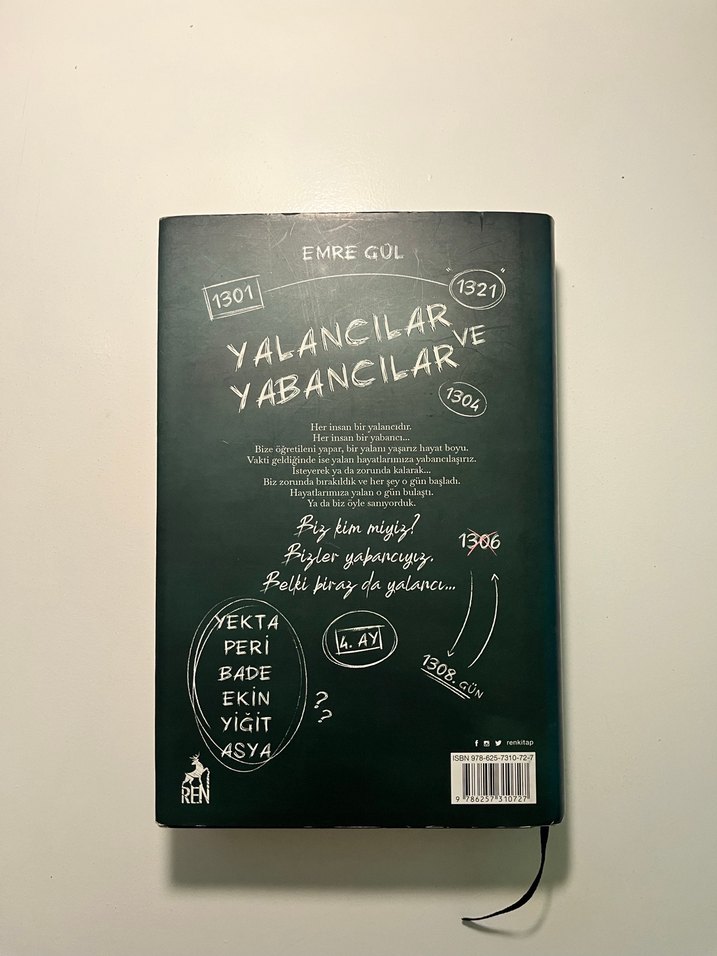 EMRE GÜL
1301
"1321"
YALANCILAR VE
YABANCILAR
1304
Her insan bir yalancıdır.
Her insan bir yabancı...
Bize öğretileni yapar, bir yalanı yaşarız hayat boyu.
Vakti geldiğinde ise yalan hayatlarımıza yabancılaşırız.
İsteyerek ya da zorunda kalarak...
Biz zorunda bırakıldık ve her şey o gün başladı.
Hayatlarımıza yalan o gün bulaştı.
Ya da biz öyle sanıyorduk.
Biz kim miyiz?
Bizler yabancıyız,
Belki biraz da yalancı...
1306
YEKTA
PERİ
BADE
EKİN
YİĞİT
ASYA
??
4. AY
1308. GÜN
renkitap
REN
ISBN 978-625-7310-72-7
9 786257 310727